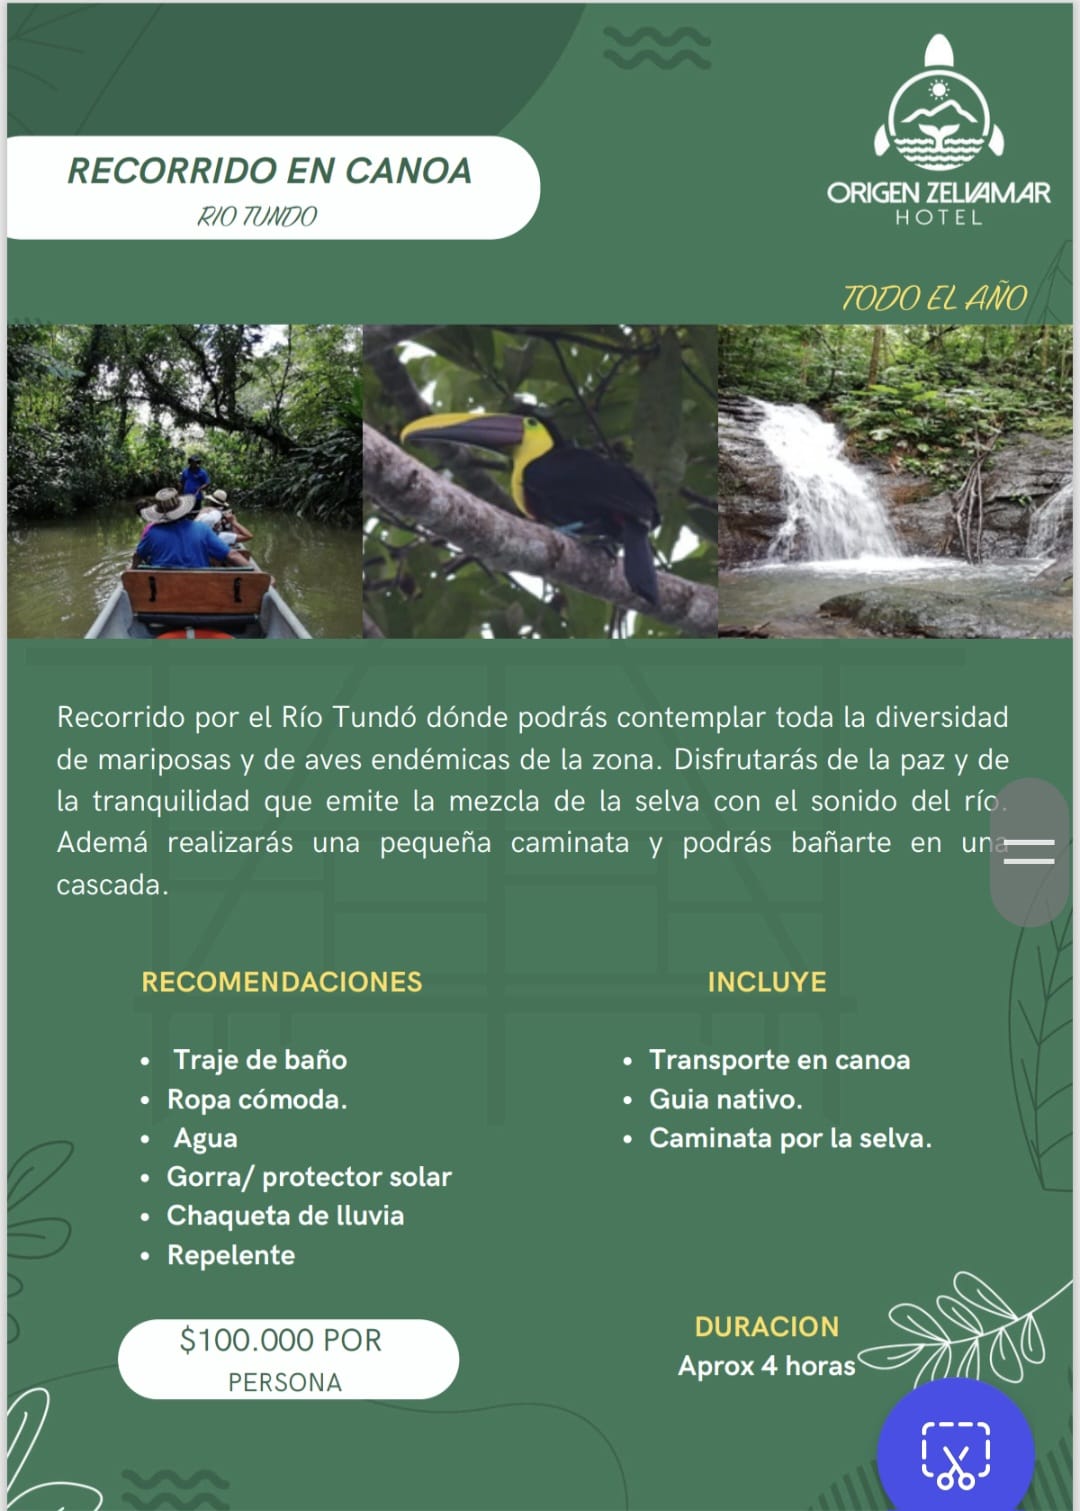 RECORRIDO EN CANOA
RIO TUNDO
ORIGEN ZELVAMAR
HOTEL
TODO EL AÑO
Recorrido por el Río Tundó dónde podrás contemplar toda la diversidad
de mariposas y de aves endémicas de la zona. Disfrutarás de la paz y de
la tranquilidad que emite la mezcla de la selva con el sonido del río.
Ademá realizarás una pequeña caminata y podrás bañarte en una
cascada.
RECOMENDACIONES
Traje de baño
Ropa cómoda.
Agua
Gorra/ protector solar
Chaqueta de lluvia
Repelente
INCLUYE
Transporte en canoa
Guia nativo.
Caminata por la selva.
$100.000 POR
PERSONA
DURACION
Aprox 4 horas